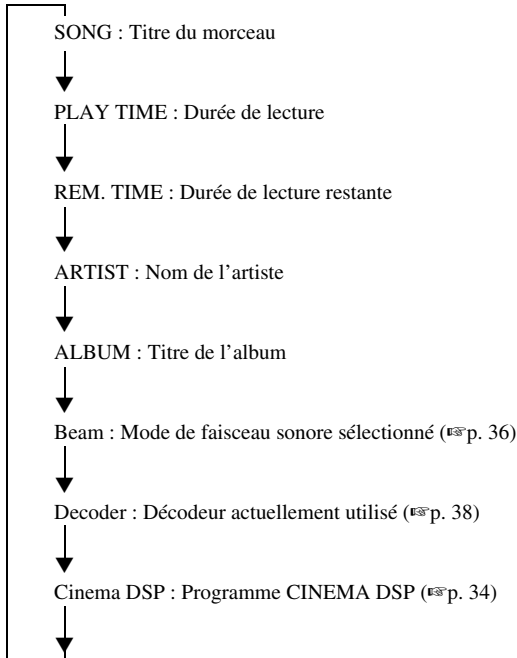 SONG : Titre du morceau
PLAY TIME : Durée de lecture
REM. TIME : Durée de lecture restante
ARTIST : Nom de l’artiste
ALBUM : Titre de l’album
Beam : Mode de faisceau sonore sélectionné (☞p. 36)
Decoder : Décodeur actuellement utilisé (☞p. 38)
Cinema DSP : Programme CINEMA DSP (☞p. 34)